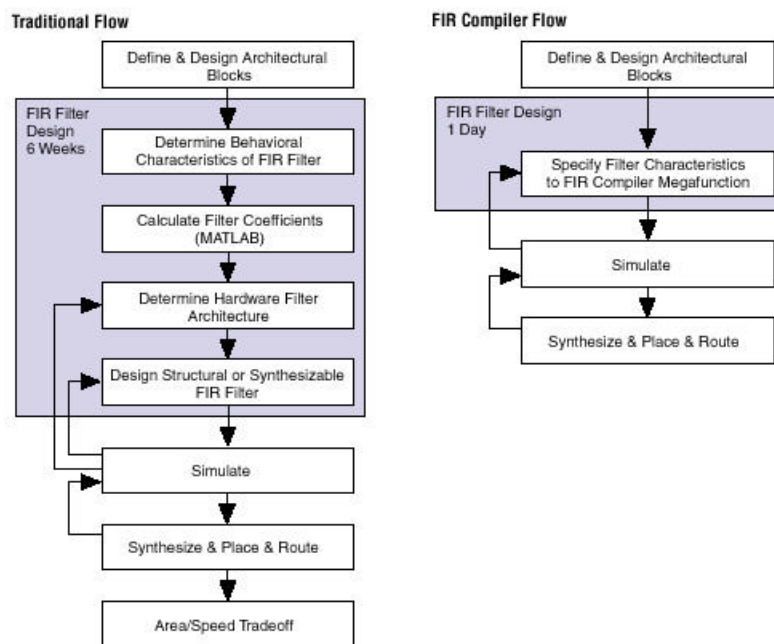 Traditional Flow
Define & Design Architectural
Blocks
FIR Filter
Design
6 Weeks
Determine Behavioral
Characteristics of FIR Filter
Calculate Filter Coefficients
(MATLAB)
Determine Hardware Filter
Architecture
Design Structural or Synthesizable
FIR Filter
Simulate
Synthesize & Place & Route
Area/Speed Tradeoff
FIR Compiler Flow
Define & Design Architectural
Blocks
FIR Filter Design
1 Day
Specify Filter Characteristics
to FIR Compiler Megafunction
Simulate
Synthesize & Place & Route